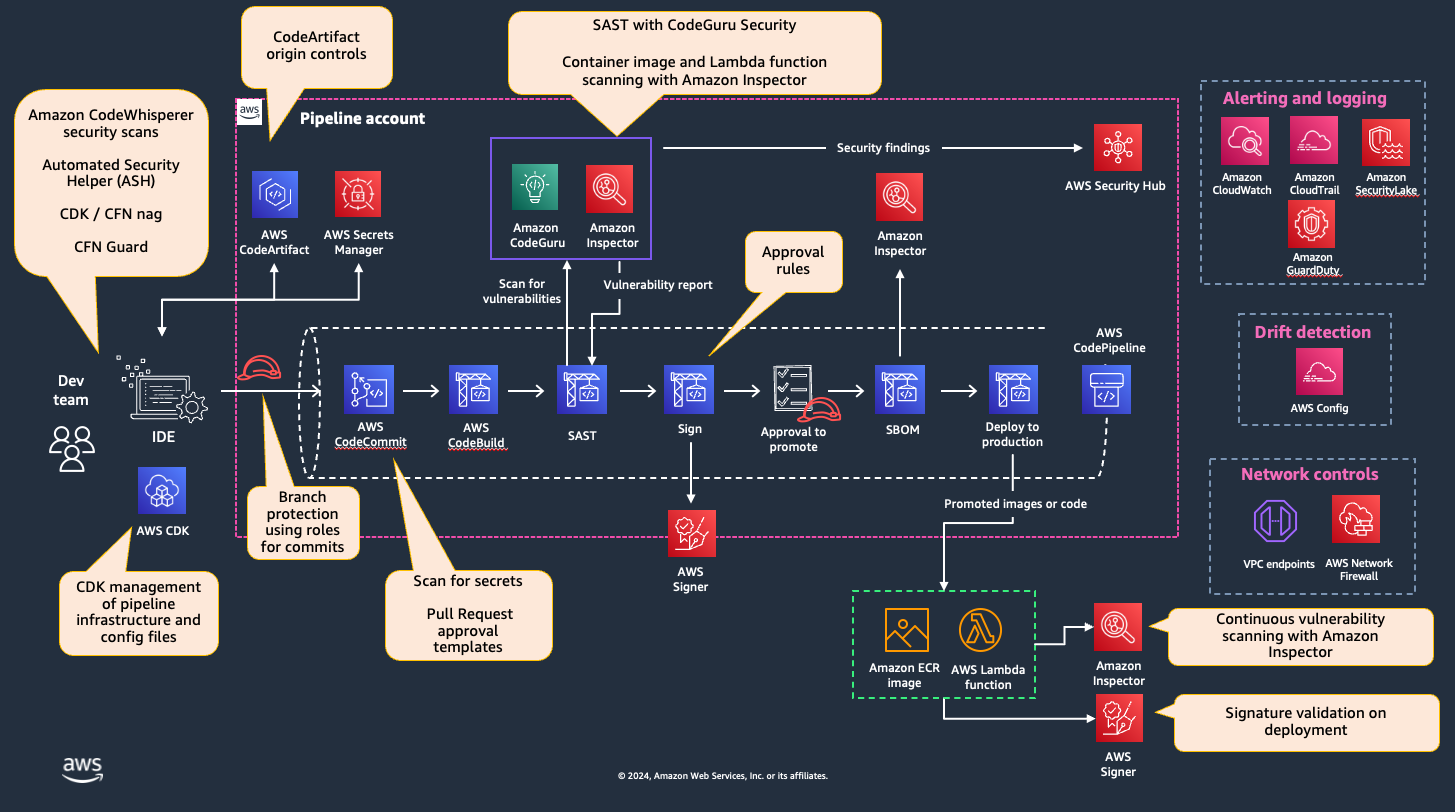 CodeArtifact
origin controls
SAST with CodeGuru Security
Container image and Lambda function
scanning with Amazon Inspector
Amazon CodeWhisperer
security scans
Automated Security
Helper (ASH)
CDK / CFN nag
CFN Guard
aws
Pipeline account
AWS
CodeArtifact
AWS Secrets
Manager
Amazon
CodeGuru
Amazon
Inspector
Security findings
AWS Security Hub
Amazon
Inspector
Approval
rules
Scan for
vulnerabilities
Vulnerability report
Alerting and logging
Amazon
CloudWatch
Amazon
CloudTrail
Amazon
SecurityLake
Amazon
GuardDuty
Drift detection
AWS Config
Network controls
VPC endpoints
AWS Network
Firewall
Dev
team
IDE
AWS CDK
CDK management
of pipeline
infrastructure and
config files
AWS
CodeCommit
AWS
CodeBuild
SAST
Sign
Approval to
promote
SBOM
Deploy to
production
AWS
CodePipeline
Branch
protection
using roles
for commits
Scan for secrets
Pull Request
approval
templates
AWS
Signer
Promoted images or code
Amazon ECR
image
AWS Lambda
function
Amazon
Inspector
Continuous vulnerability
scanning with Amazon
Inspector
AWS
Signer
Signature validation on
deployment
aws
© 2024, Amazon Web Services, Inc. or its affiliates.